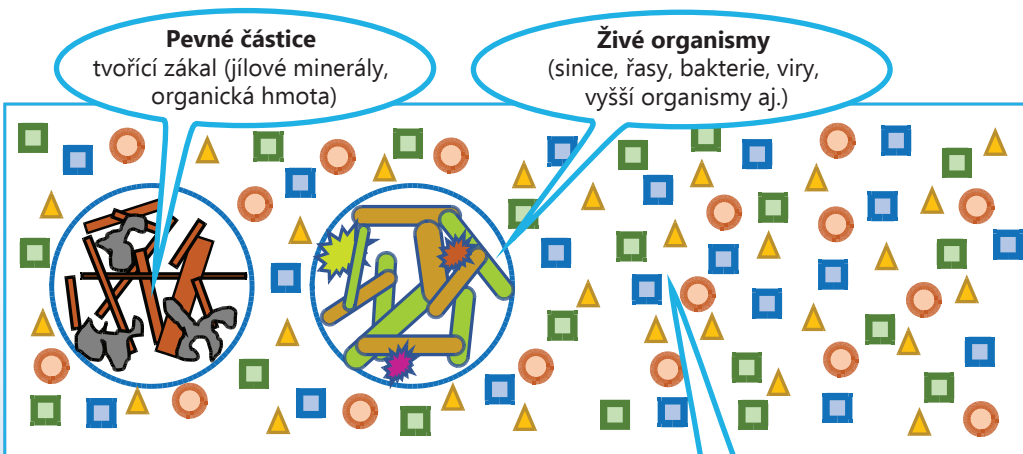 Pevné částice
tvořící zákal (jílové minerály,
organická hmota)
Živé organismy
(sinice, řasy, bakterie, viry,
vyšší organismy aj.)